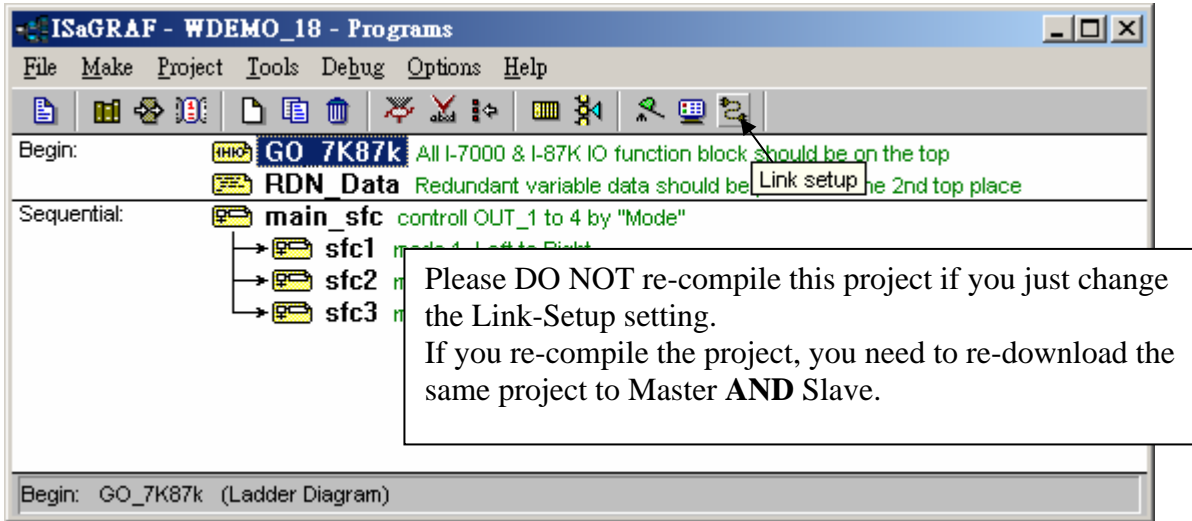 ISaGRAF - WDEMO_18 - Programs
File Make Project Tools Debug Options Help
Begin: GO_7K87k All I-7000 & I-87K IO function block should be on the top
RDN_Data Redundant variable data should be 2nd top place
Link setup
Sequential: main_sfc controll OUT_1 to 4 by "Mode"
sfc1
sfc2
sfc3
Please DO NOT re-compile this project if you just change
the Link-Setup setting.
If you re-compile the project, you need to re-download the
same project to Master AND Slave.
Begin: GO_7K87k (Ladder Diagram)